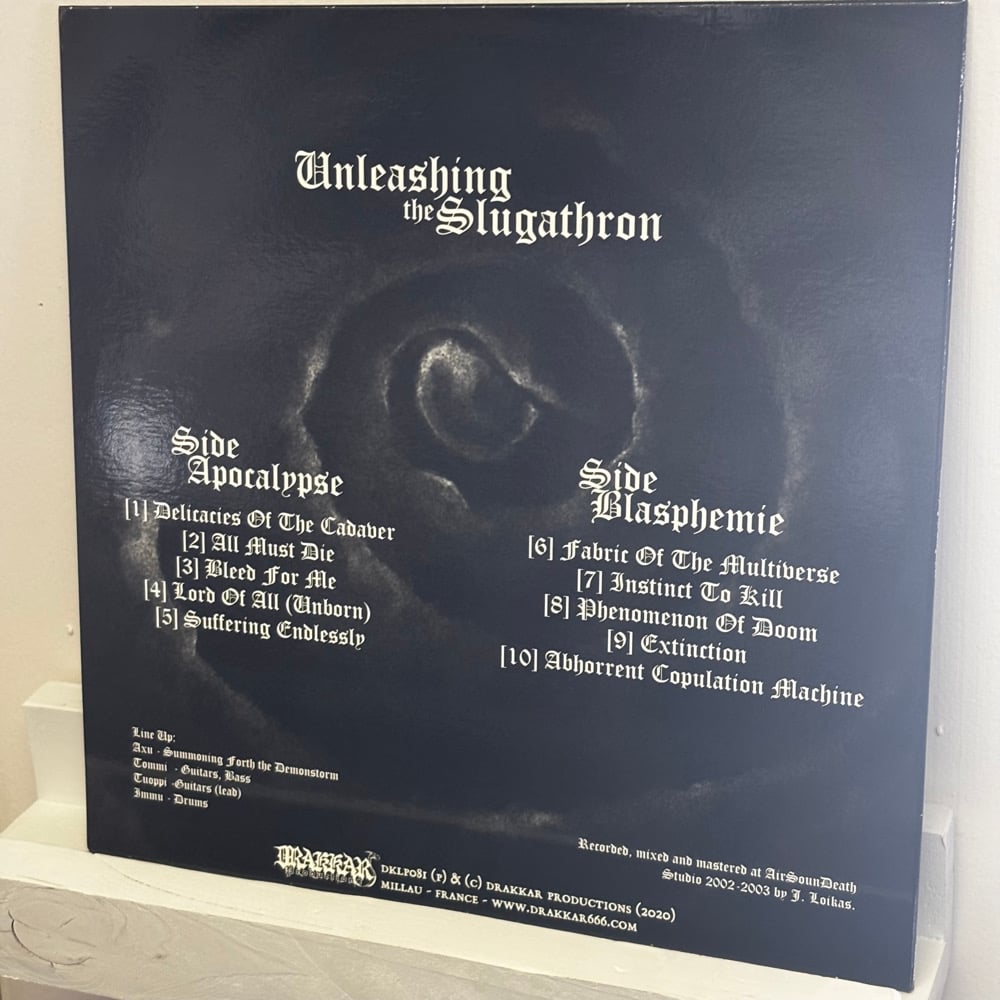 Unleashing
the Slugathron
Side
Apocalypse
[1] Delicacies Of The Cadaver
[2] All Must Die
[3] Bleed For Me
[4] Lord Of All (Unborn)
[5] Suffering Endlessly
Side
Blasphemie
[6] Fabric Of The Multiverse
[7] Instinct To Kill
[8] Phenomenon Of Doom
[9] Extinction
[10] Abhorrent Copulation Machine
Line Up:
Axu - Summoning Forth the Demonstorm
Tommi - Guitars, Bass
Tuoppi -Guitars (lead)
Immu - Drums
Recorded, mixed and mastered at AirSounDeath
Studio 2002-2003 by J. Loikas.
DRAKKAR
Productions
DKLP081 (P) & (C) DRAKKAR PRODUCTIONS (2020)
MILLAU - FRANCE - WWW.DRAKKAR666.COM